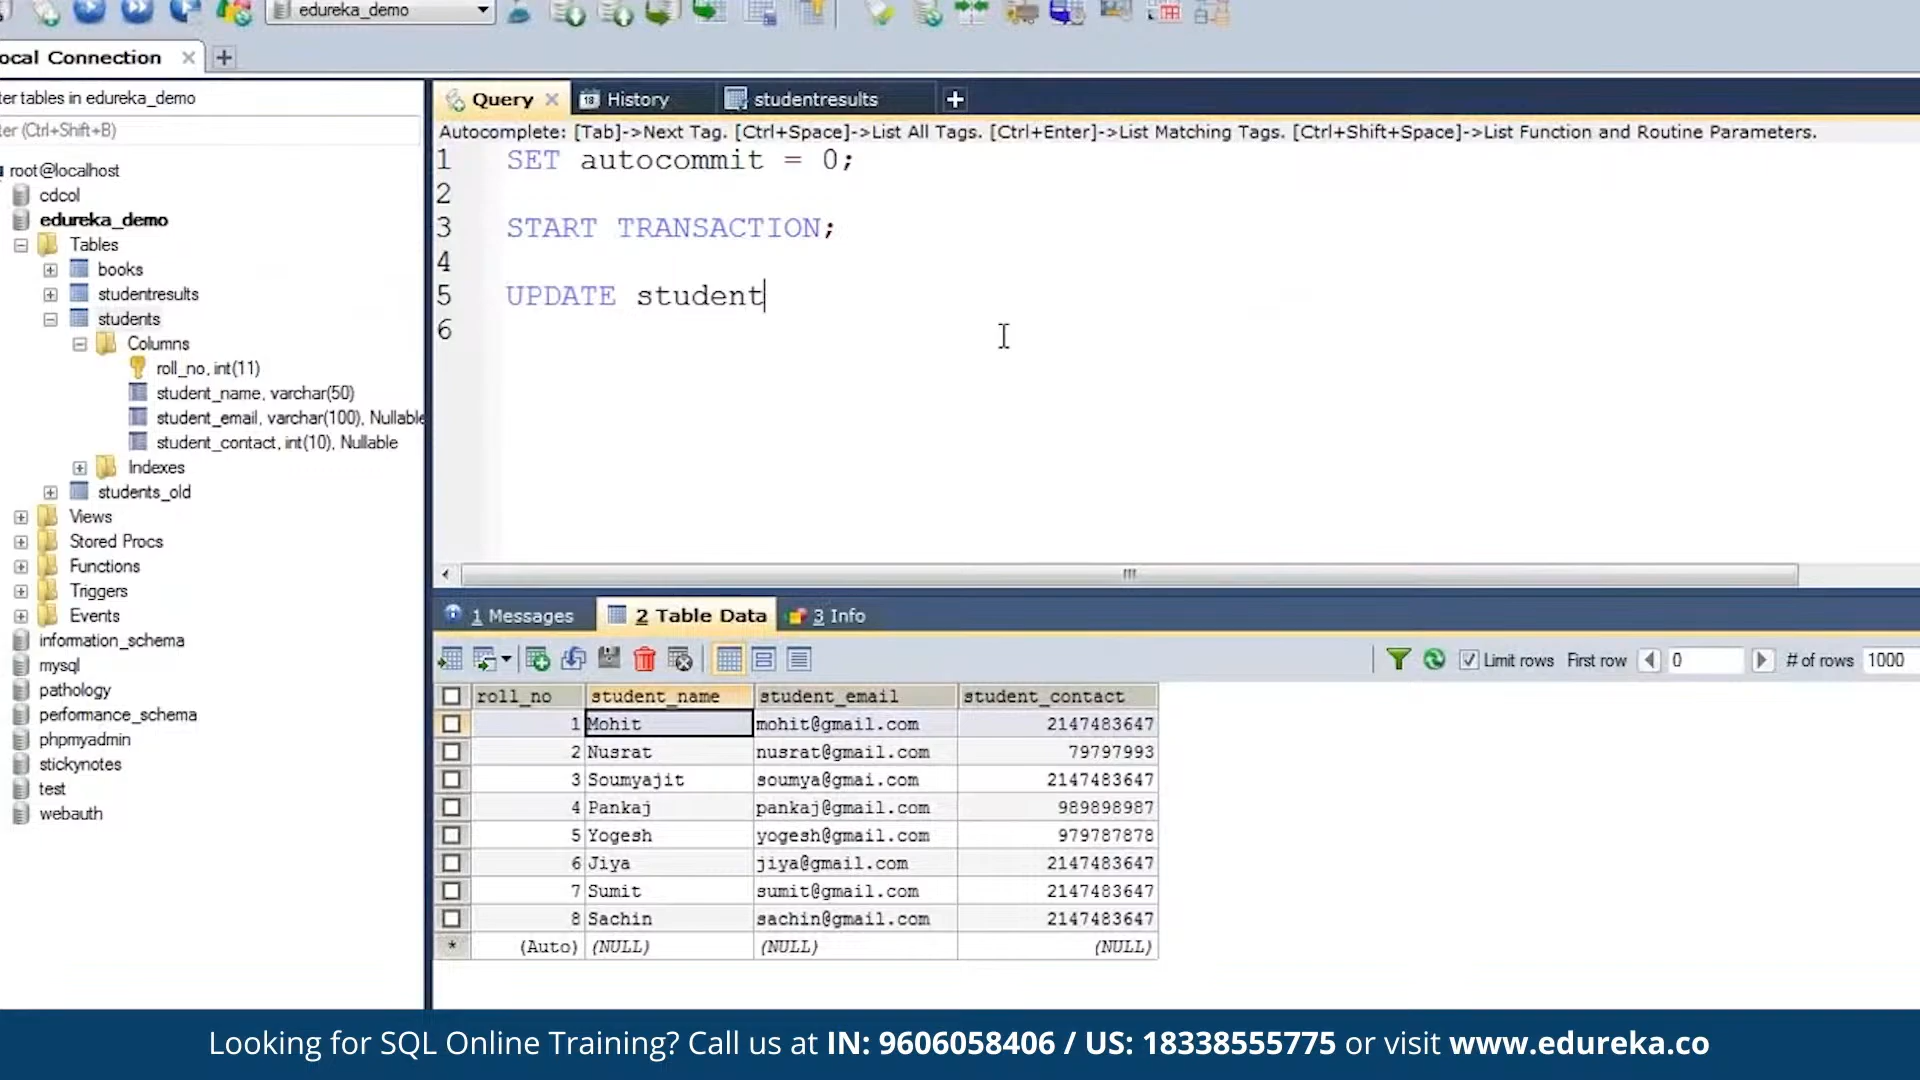 edureka_demo
ocal Connection
ter tables in edureka_demo
er (Ctrl+Shift+B)
root@localhost
cdcol
edureka_demo
Tables
books
studentresults
students
Columns
roll_no, int(11)
student_name, varchar(50)
student_email, varchar(100), Nullable
student_contact, int(10), Nullable
Indexes
students_old
Views
Stored Procs
Functions
Triggers
Events
information_schema
mysql
pathology
performance_schema
phpmyadmin
stickynotes
test
webauth
Query History studentresults
Autocomplete: [Tab]->Next Tag. [Ctrl+Space]->List All Tags. [Ctrl+Enter]->List Matching Tags. [Ctrl+Shift+Space]->List Function and Routine Parameters.
1 SET autocommit = 0;
2
3 START TRANSACTION;
4
5 UPDATE student
6
1 Messages 2 Table Data 3 Info
Limit rows First row 0 # of rows 1000
roll_no student_name student_email student_contact
1 Mohit mohit@gmail.com 2147483647
2 Nusrat nusrat@gmail.com 79797993
3 Soumyajit soumya@gmai.com 2147483647
4 Pankaj pankaj@gmail.com 989898987
5 Yogesh yogesh@gmail.com 979787878
6 Jiya jiya@gmail.com 2147483647
7 Sumit sumit@gmail.com 2147483647
8 Sachin sachin@gmail.com 2147483647
* (Auto) (NULL) (NULL) (NULL)
Looking for SQL Online Training? Call us at IN: 9606058406 / US: 18338555775 or visit www.edureka.co